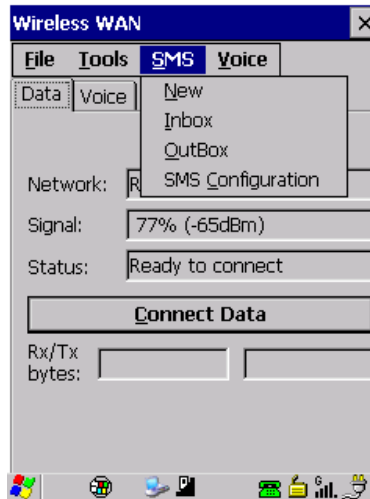 Wireless WAN
File Tools SMS Voice
Data Voice
New
Inbox
OutBox
SMS Configuration
Network: R
Signal: 77% (-65dBm)
Status: Ready to connect
Connect Data
Rx/Tx
bytes:
G